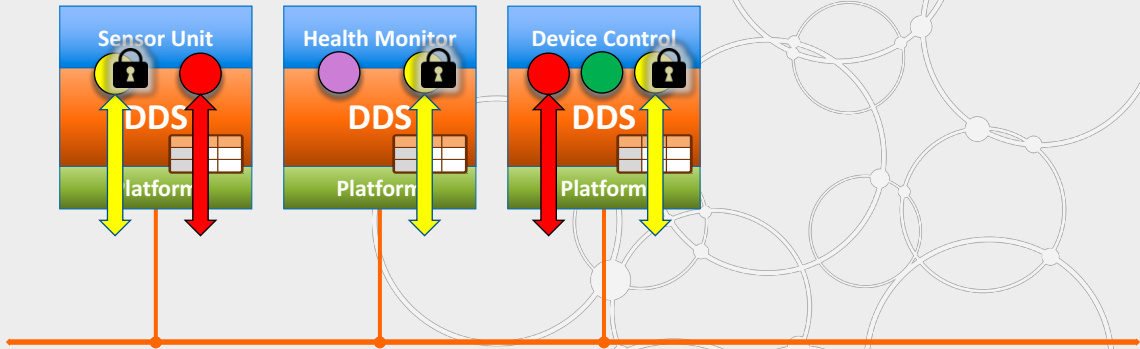 Sensor Unit
DDS
Platform
Health Monitor
DDS
Platform
Device Control
DDS
Platform